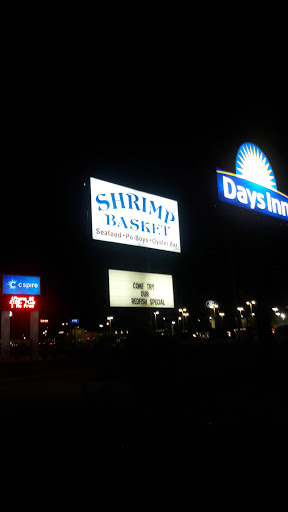 SHRIMP
BASKET
Seafood • Po-Boys • Oyster Bar
COME TRY
OUR
REDFISH SPECIAL
Days Inn
c spire